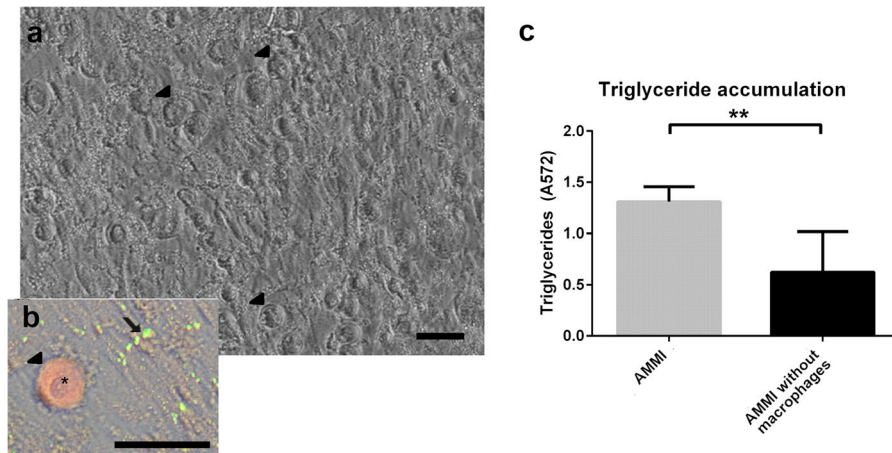 a
b
*
c
Triglyceride accumulation
**
Triglycerides (A572)
2.0
1.5
1.0
0.5
0.0
AMMI
AMMI without
macrophages